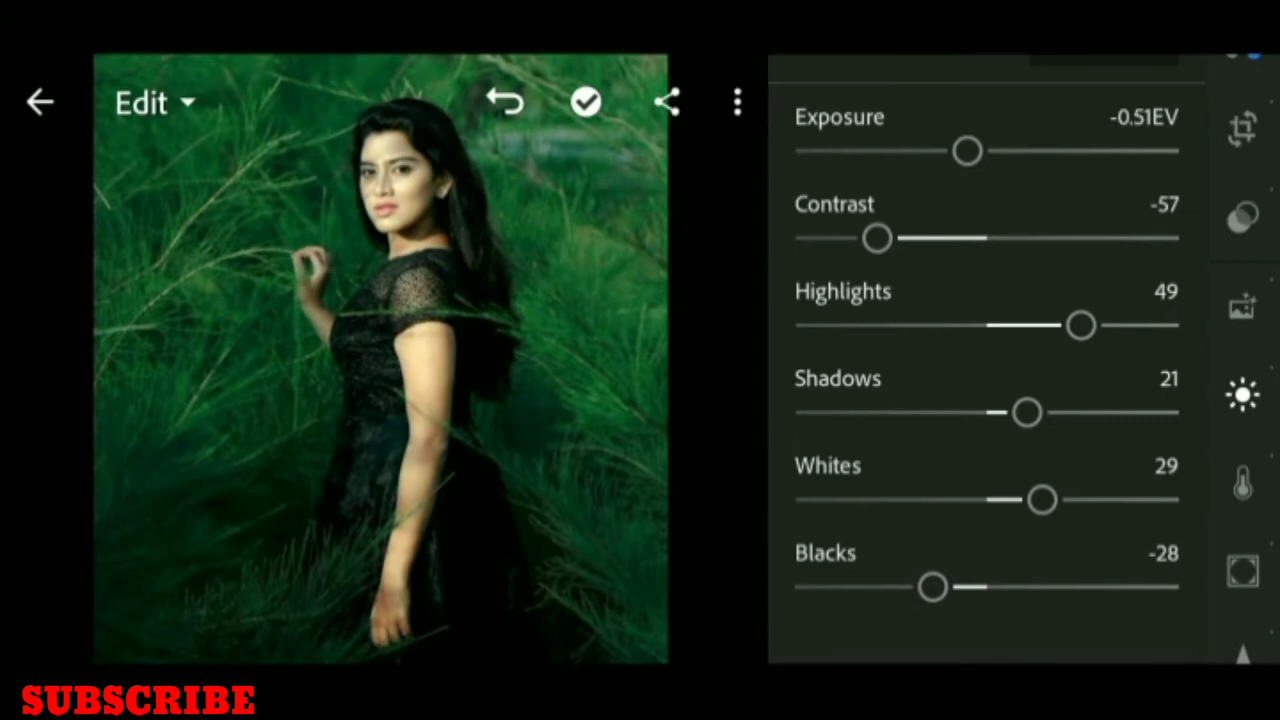 Edit
Exposure -0.51EV
Contrast -57
Highlights 49
Shadows 21
Whites 29
Blacks -28
SUBSCRIBE